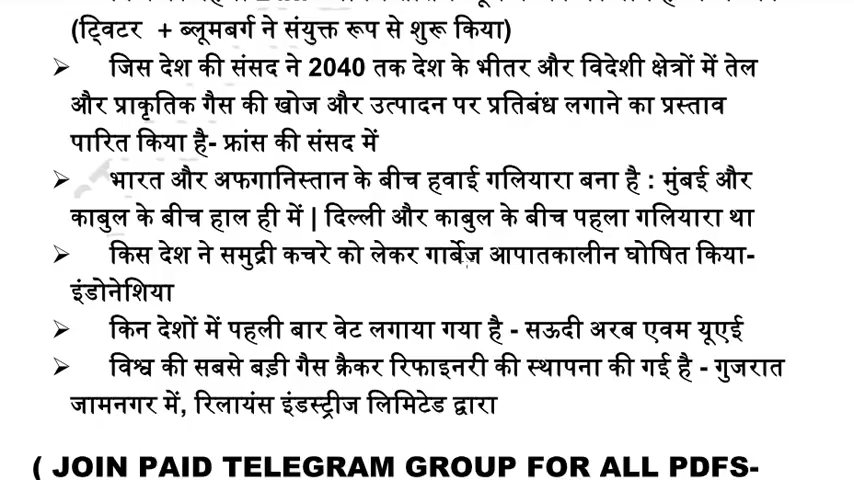 (ट्विटर + ब्लूमबर्ग ने संयुक्त रूप से शुरू किया)
➢ जिस देश की संसद ने 2040 तक देश के भीतर और विदेशी क्षेत्रों में तेल
और प्राकृतिक गैस की खोज और उत्पादन पर प्रतिबंध लगाने का प्रस्ताव
पारित किया है- फ्रांस की संसद में
➢ भारत और अफगानिस्तान के बीच हवाई गलियारा बना है : मुंबई और
काबुल के बीच हाल ही में | दिल्ली और काबुल के बीच पहला गलियारा था
➢ किस देश ने समुद्री कचरे को लेकर गार्बेज़ आपातकालीन घोषित किया-
इंडोनेशिया
➢ किन देशों में पहली बार वेट लगाया गया है - सऊदी अरब एवम यूएई
➢ विश्व की सबसे बड़ी गैस क्रैकर रिफाइनरी की स्थापना की गई है - गुजरात
जामनगर में, रिलायंस इंडस्ट्रीज लिमिटेड द्वारा
( JOIN PAID TELEGRAM GROUP FOR ALL PDFS-